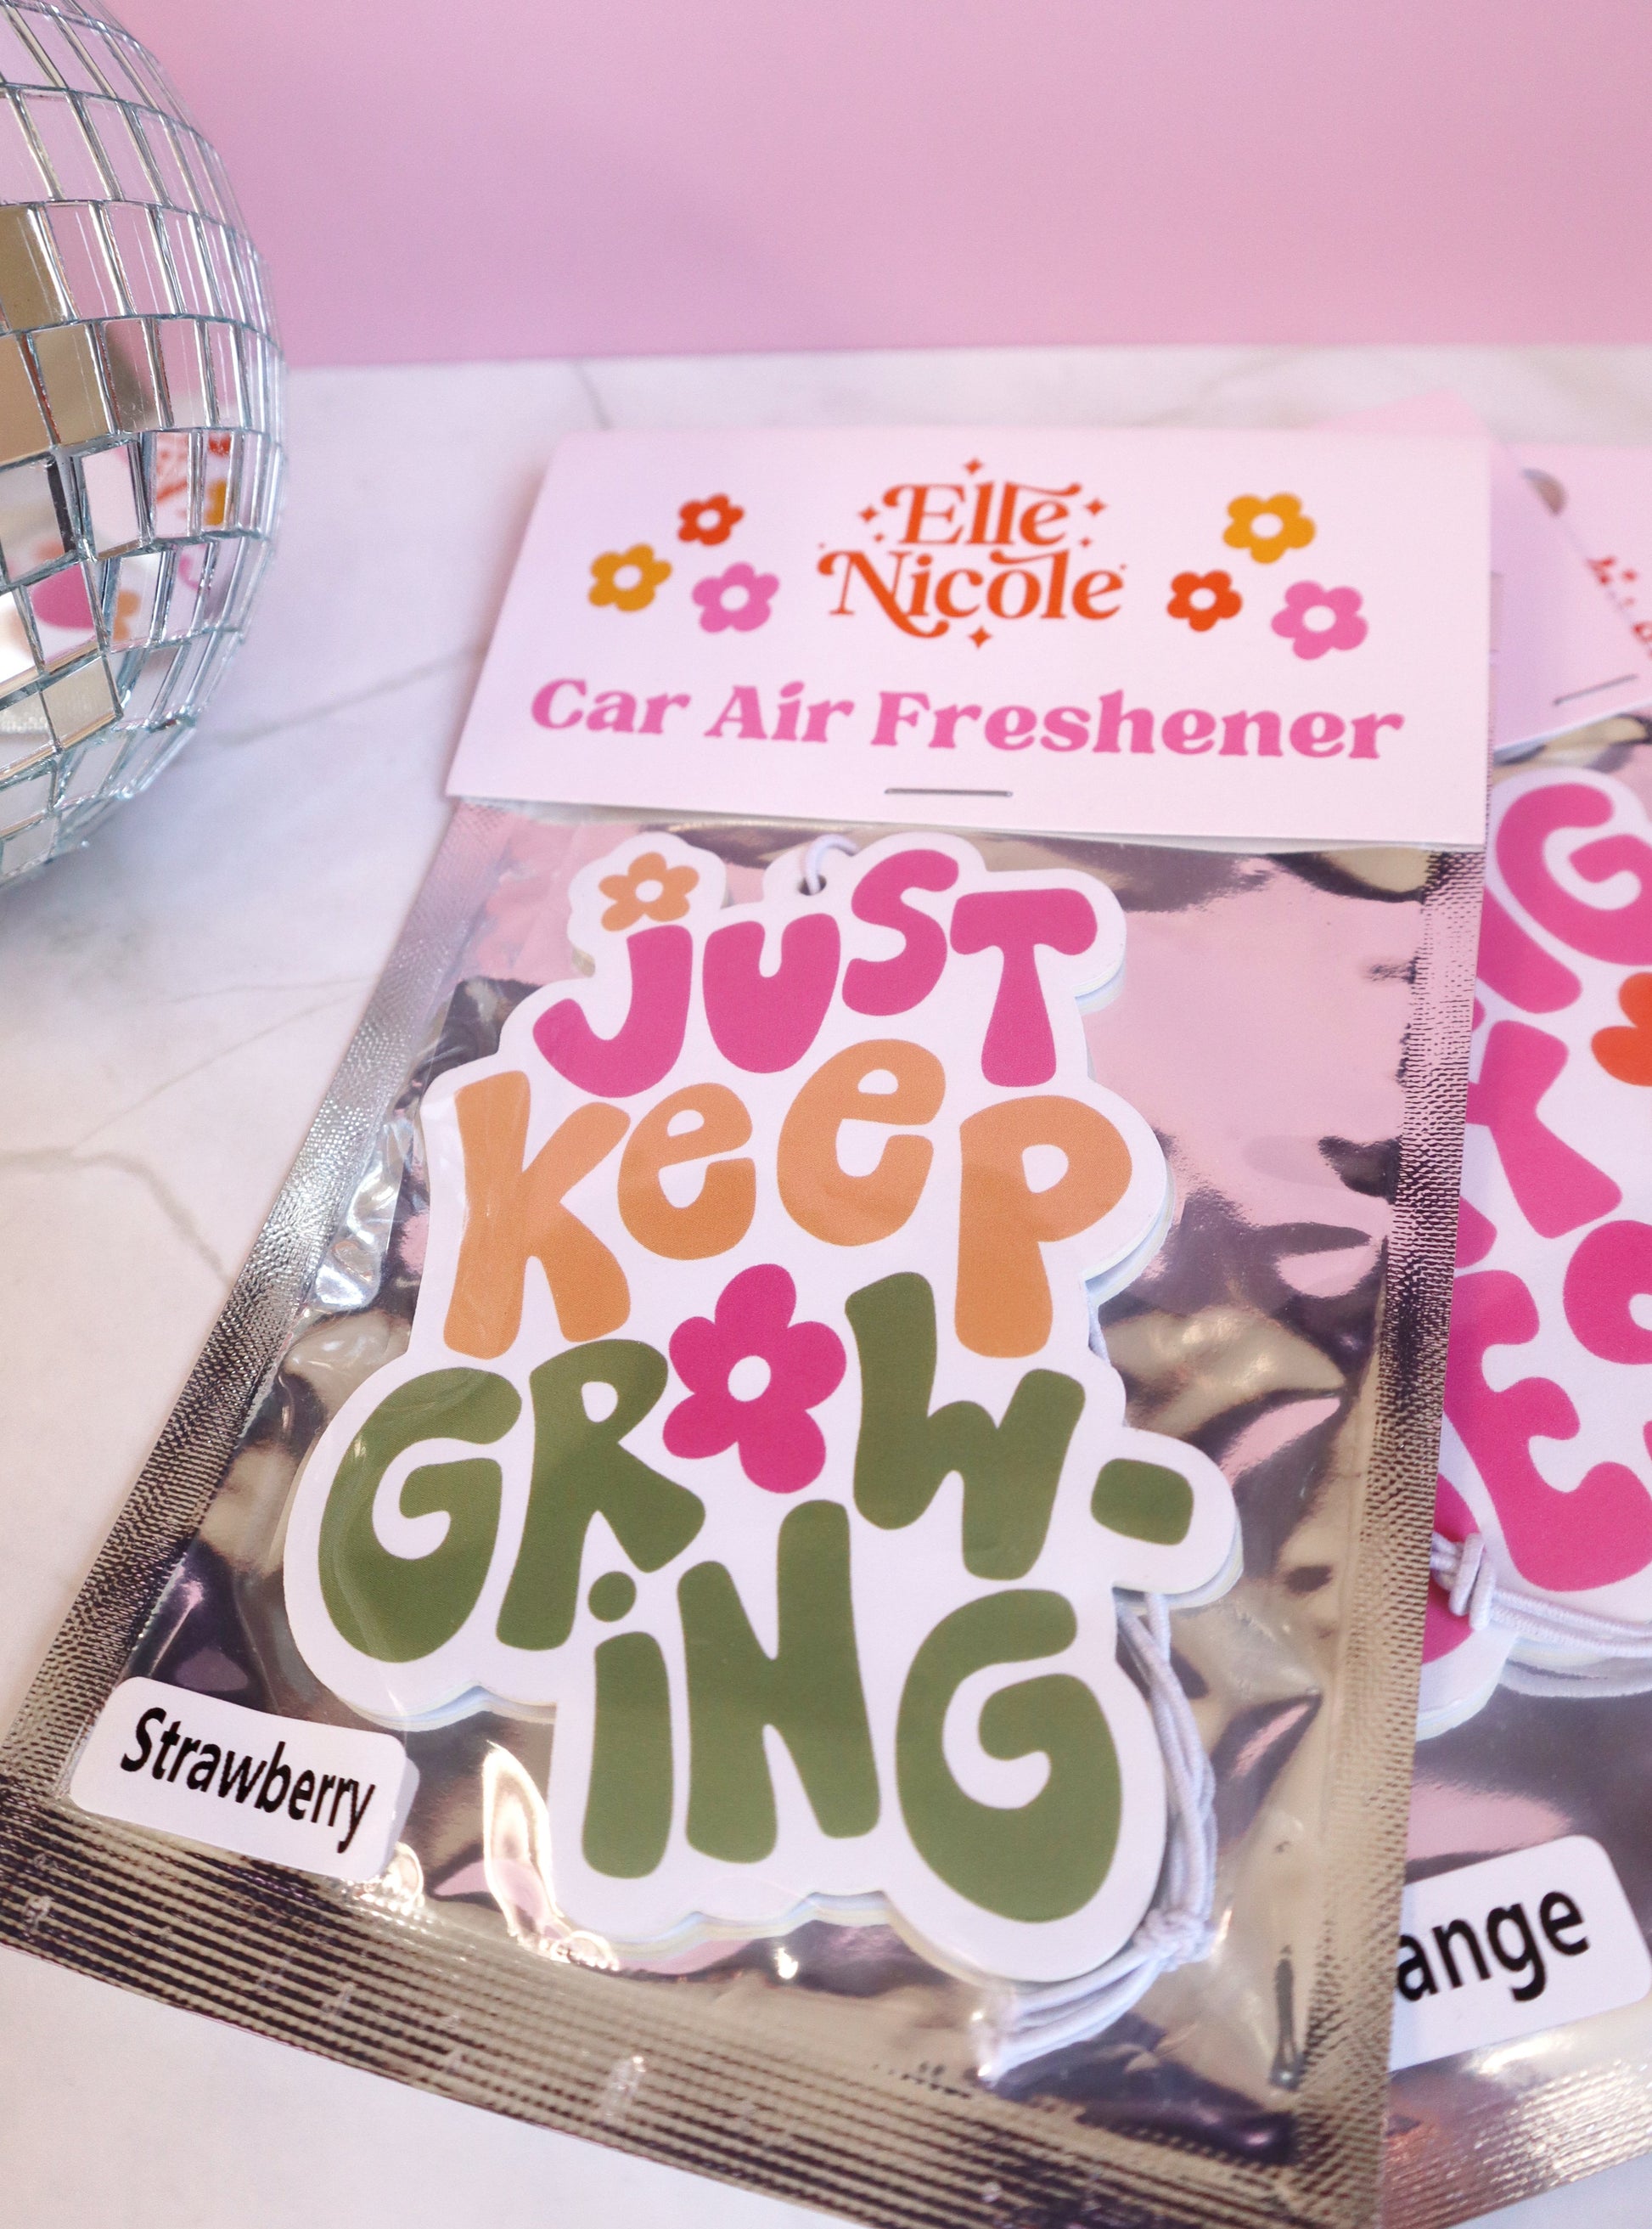 Elle
Nicole
Car Air Freshener
JUST
Keep
GROW-
iNG
Strawberry
ange